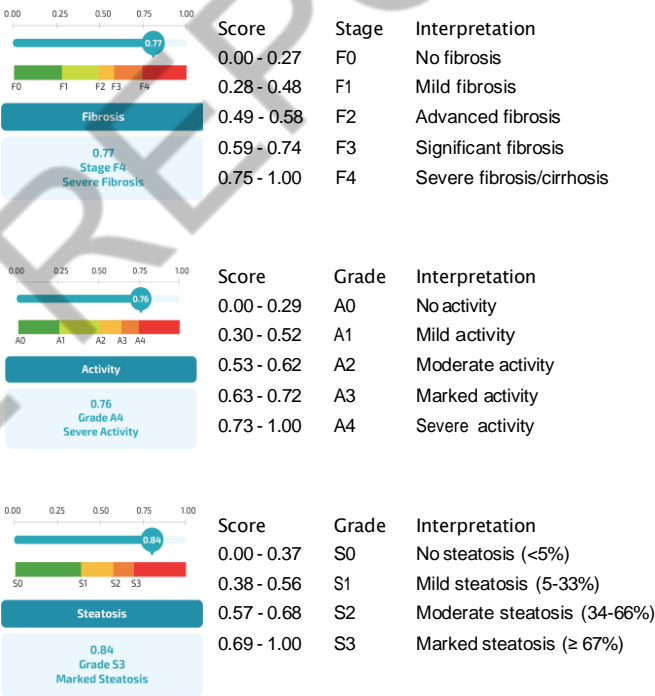 0.00 0.25 0.50 0.75 1.00
0.77
F0 F1 F2 F3 F4
Fibrosis
0.77
Stage F4
Severe Fibrosis
Score Stage Interpretation
0.00 - 0.27 F0 No fibrosis
0.28 - 0.48 F1 Mild fibrosis
0.49 - 0.58 F2 Advanced fibrosis
0.59 - 0.74 F3 Significant fibrosis
0.75 - 1.00 F4 Severe fibrosis/cirrhosis
0.00 0.25 0.50 0.75 1.00
0.76
A0 A1 A2 A3 A4
Activity
0.76
Grade A4
Severe Activity
Score Grade Interpretation
0.00 - 0.29 A0 No activity
0.30 - 0.52 A1 Mild activity
0.53 - 0.62 A2 Moderate activity
0.63 - 0.72 A3 Marked activity
0.73 - 1.00 A4 Severe activity
0.00 0.25 0.50 0.75 1.00
0.84
S0 S1 S2 S3
Steatosis
0.84
Grade S3
Marked Steatosis
Score Grade Interpretation
0.00 - 0.37 S0 No steatosis (<5%)
0.38 - 0.56 S1 Mild steatosis (5-33%)
0.57 - 0.68 S2 Moderate steatosis (34-66%)
0.69 - 1.00 S3 Marked steatosis (≥ 67%)